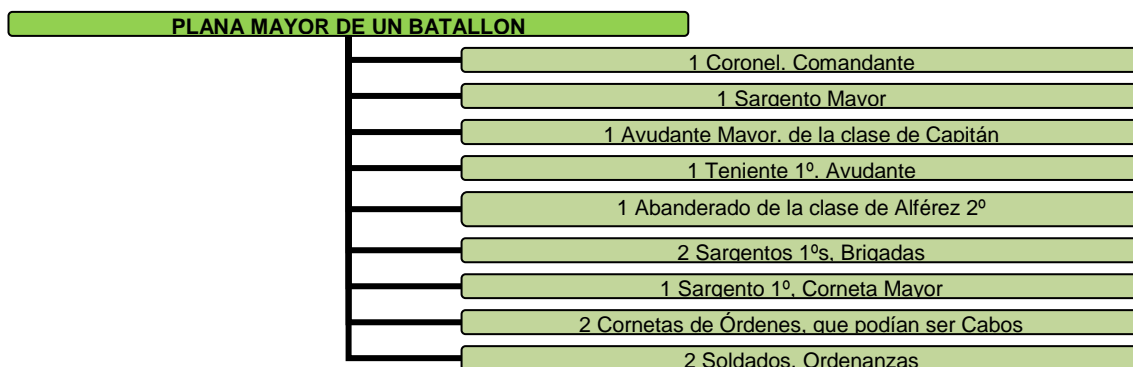 PLANA MAYOR DE UN BATALLON
1 Coronel. Comandante
1 Sargento Mayor
1 Ayudante Mayor. de la clase de Capitán
1 Teniente 1º. Ayudante
1 Abanderado de la clase de Alférez 2º
2 Sargentos 1ºs, Brigadas
1 Sargento 1º, Corneta Mayor
2 Cornetas de Órdenes, que podían ser Cabos
2 Soldados. Ordenanzas